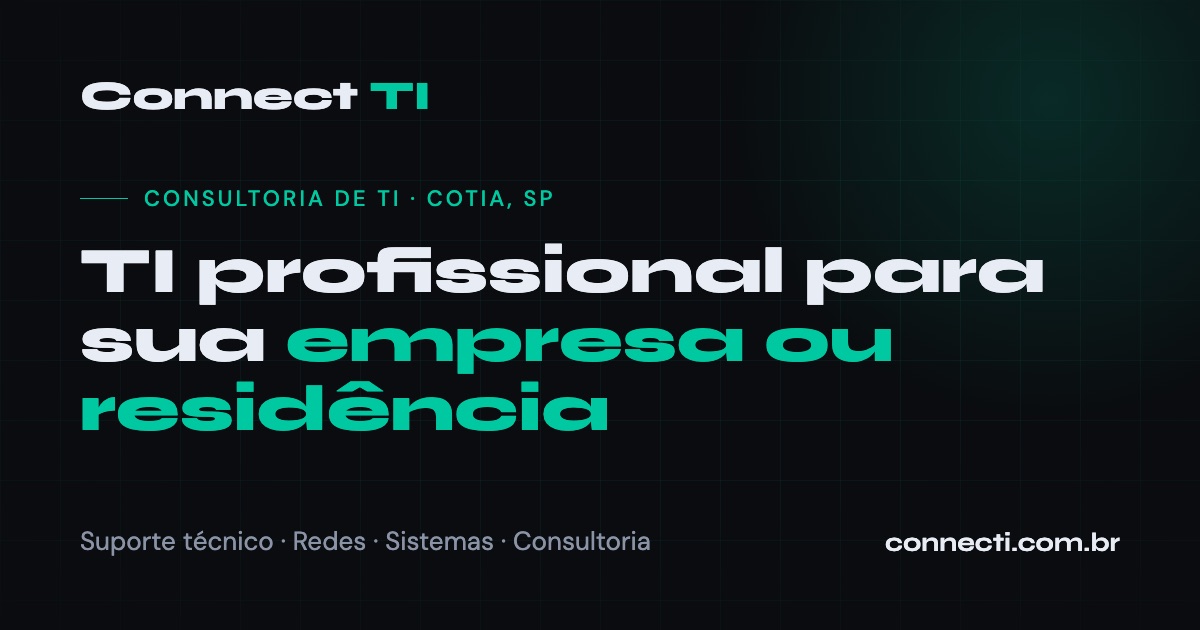 Connect TI
CONSULTORIA DE TI · COTIA, SP
TI profissional para
sua empresa ou
residência
Suporte técnico · Redes · Sistemas · Consultoria
connecti.com.br